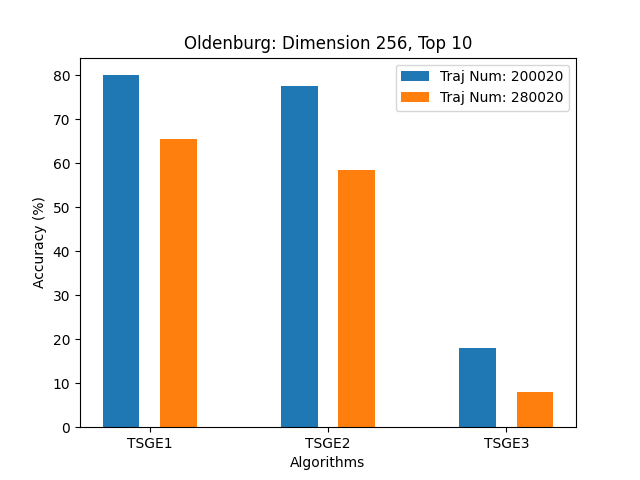 Oldenburg: Dimension 256, Top 10
Traj Num: 200020
Traj Num: 280020
Accuracy (%)
80
70
60
50
40
30
20
10
0
TSGE1 TSGE2 TSGE3
Algorithms